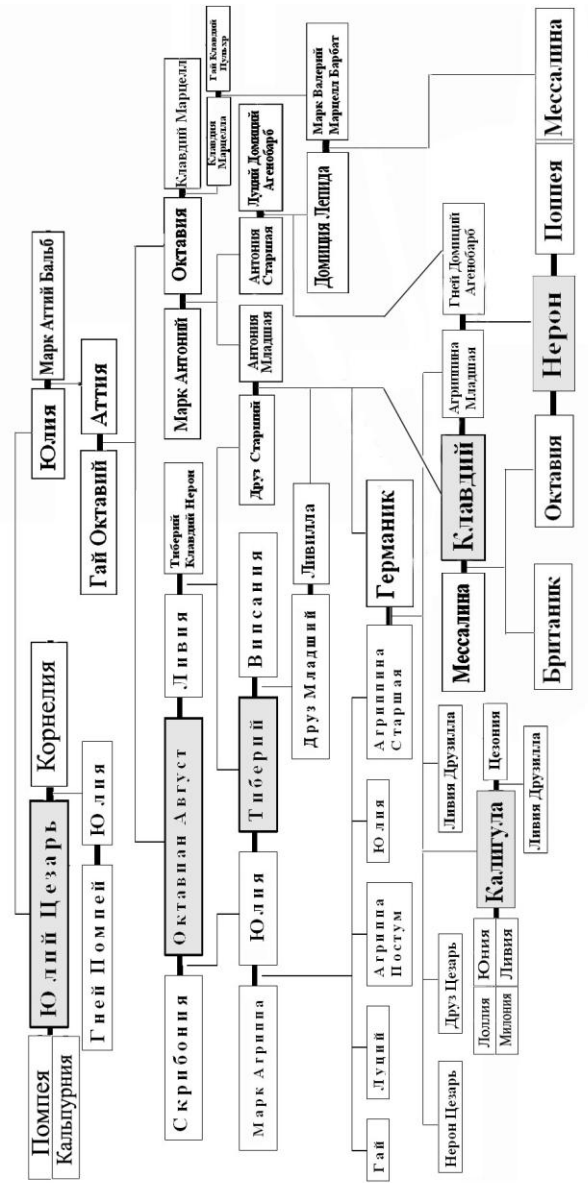 Помпея
Кальпурния
Юлий Цезарь
Корнелия
Юлия
Марк Аттий Бальб
Гней Помпей
Юлия
Гай Октавий
Аттия
Скрибония
Октавиан Август
Ливия
Тиберий
Клавдий Нерон
Марк Антоний
Октавия
Клавдий Марцелл
Клавдия
Марцелла
Гай Клавдий
Пульхр
Марк Агриппа
Юлия
Тиберий
Випсания
Друз Старший
Антония
Младшая
Антония
Старшая
Луций Домиций
Агенобарб
Друз Младший
Ливилла
Домиция Лепида
Марк Валерий
Марцелл Барбат
Гай
Луций
Агриппа
Постум
Юлия
Агриппина
Старшая
Германик
Нерон Цезарь
Друз Цезарь
Ливия Друзилла
Мессалина
Клавдий
Агриппина
Младшая
Гней Домиций
Агенобарб
Лоллия
Юния
Милония
Ливия
Калигула
Цезония
Ливия Друзилла
Британик
Октавия
Нерон
Поппея
Мессалина